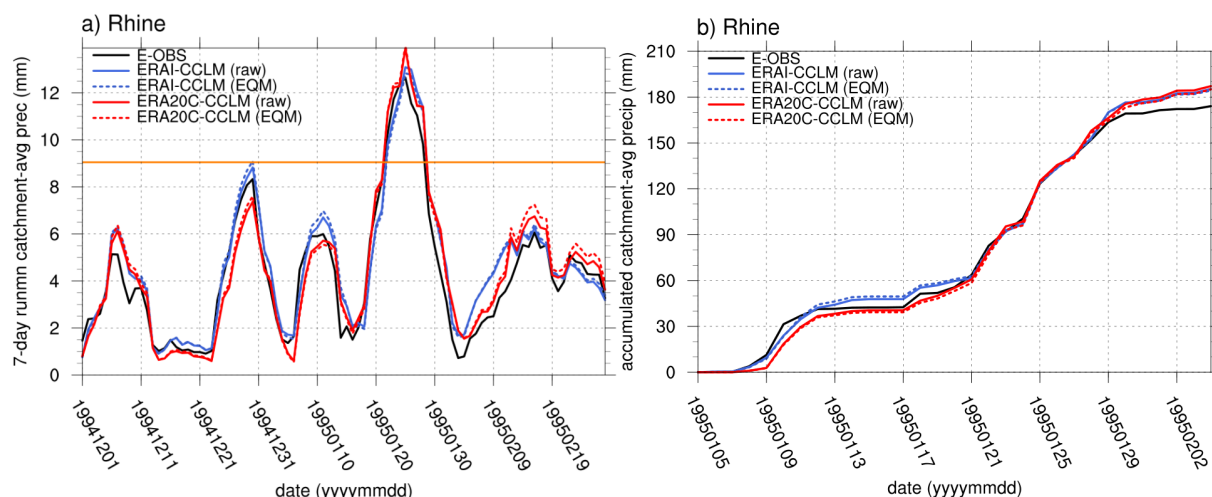 a) Rhine
E-OBS
ERAI-CCLM (raw)
ERAI-CCLM (EQM)
ERA20C-CCLM (raw)
ERA20C-CCLM (EQM)
7-day runmn catchment-avg prec (mm)
12
10
8
6
4
2
0
19941201
19941211
19941221
19941231
19950110
19950120
19950130
19950209
19950219
date (yyyymmdd)
b) Rhine
E-OBS
ERAI-CCLM (raw)
ERAI-CCLM (EQM)
ERA20C-CCLM (raw)
ERA20C-CCLM (EQM)
accumulated catchment-avg precip (mm)
210
180
150
120
90
60
30
0
19950105
19950109
19950113
19950117
19950121
19950125
19950129
19950202
date (yyyymmdd)